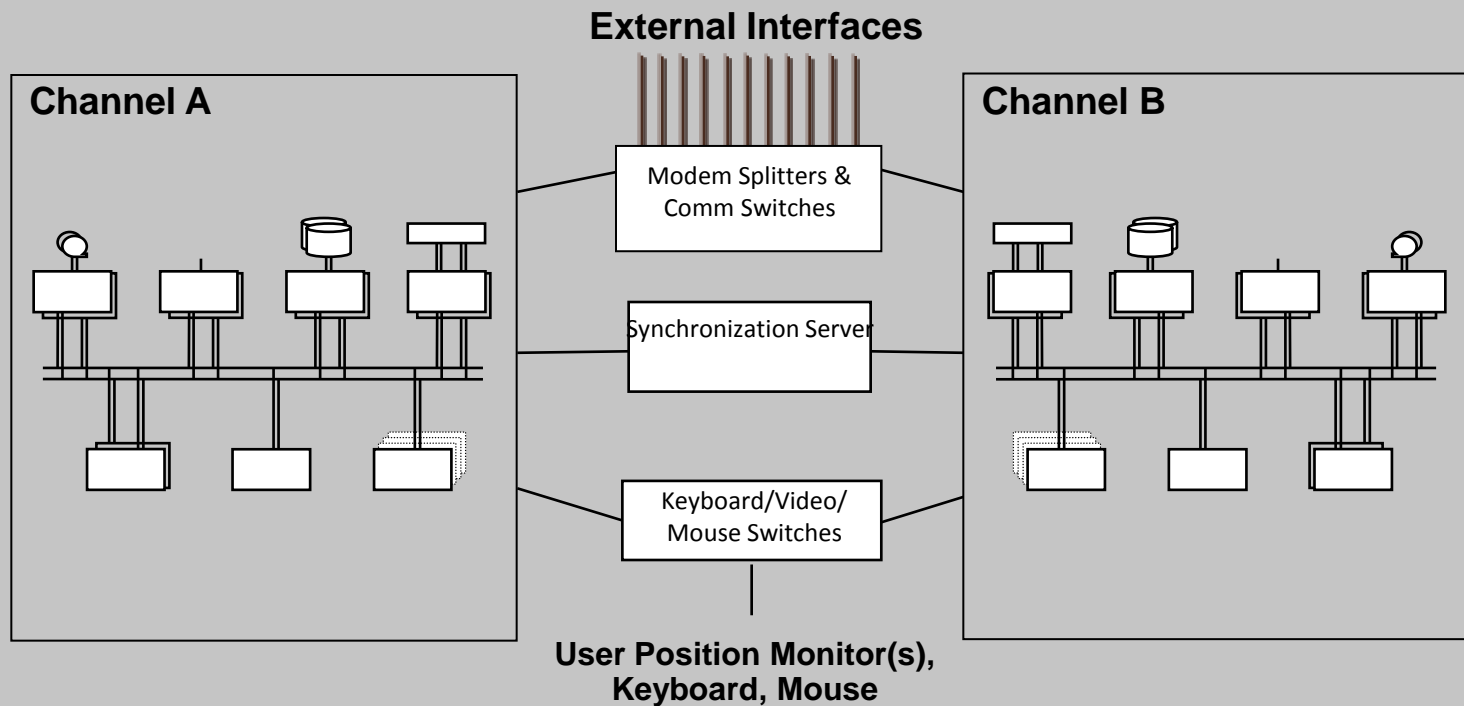 External Interfaces
Channel A
Channel B
Modem Splitters &
Comm Switches
Synchronization Server
Keyboard/Video/
Mouse Switches
User Position Monitor(s),
Keyboard, Mouse